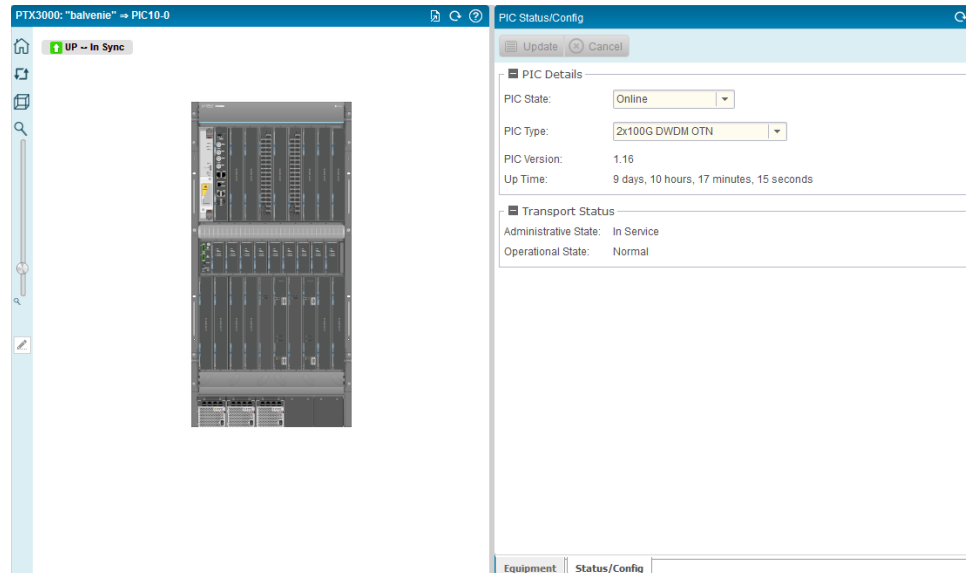 PTX3000: "balvenie" ⇒ PIC10-0
UP -- In Sync
PIC Status/Config
Update
Cancel
PIC Details
PIC State: Online
PIC Type: 2x100G DWDM OTN
PIC Version: 1.16
Up Time: 9 days, 10 hours, 17 minutes, 15 seconds
Transport Status
Administrative State: In Service
Operational State: Normal
Equipment Status/Config